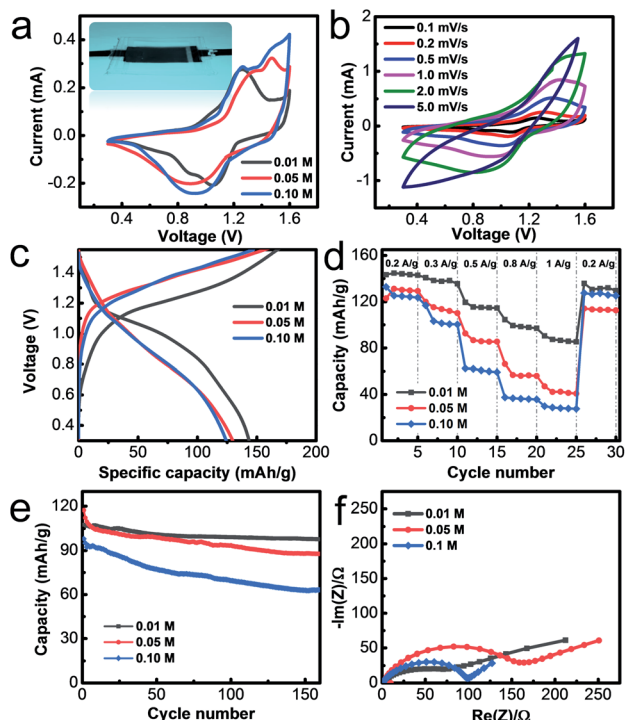 a
Current (mA)
0.4
0.2
0.0
-0.2
0.01 M
0.05 M
0.10 M
0.4 0.8 1.2 1.6
Voltage (V)
b
Current (mA)
2
1
0
-1
0.1 mV/s
0.2 mV/s
0.5 mV/s
1.0 mV/s
2.0 mV/s
5.0 mV/s
0.4 0.8 1.2 1.6
Voltage (V)
c
Voltage (V)
1.4
1.2
1.0
0.8
0.6
0.4
0.01 M
0.05 M
0.10 M
0 50 100 150 200
Specific capacity (mAh/g)
d
Capacity (mAh/g)
160
120
80
40
0
0.2 A/g 0.3 A/g 0.5 A/g 0.8 A/g 1 A/g 0.2 A/g
0.01 M
0.05 M
0.10 M
5 10 15 20 25 30
Cycle number
e
Capacity (mAh/g)
120
90
60
30
0
0.01 M
0.05 M
0.10 M
0 50 100 150
Cycle number
f
-Im(Z)/Ω
250
200
150
100
50
0
0.01 M
0.05 M
0.1 M
0 50 100 150 200 250
Re(Z)/Ω